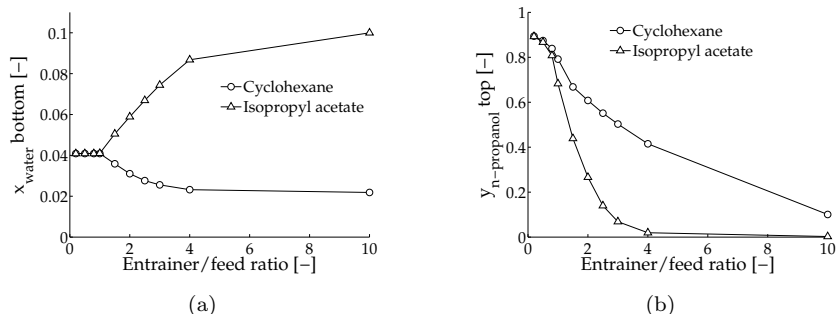 0.1
0.08
0.06
0.04
0.02
0
x_water bottom [−]
Cyclohexane
Isopropyl acetate
0 2 4 6 8 10
Entrainer/feed ratio [−]
(a)
1
0.8
0.6
0.4
0.2
0
y_n−propanol top [−]
Cyclohexane
Isopropyl acetate
0 2 4 6 8 10
Entrainer/feed ratio [−]
(b)